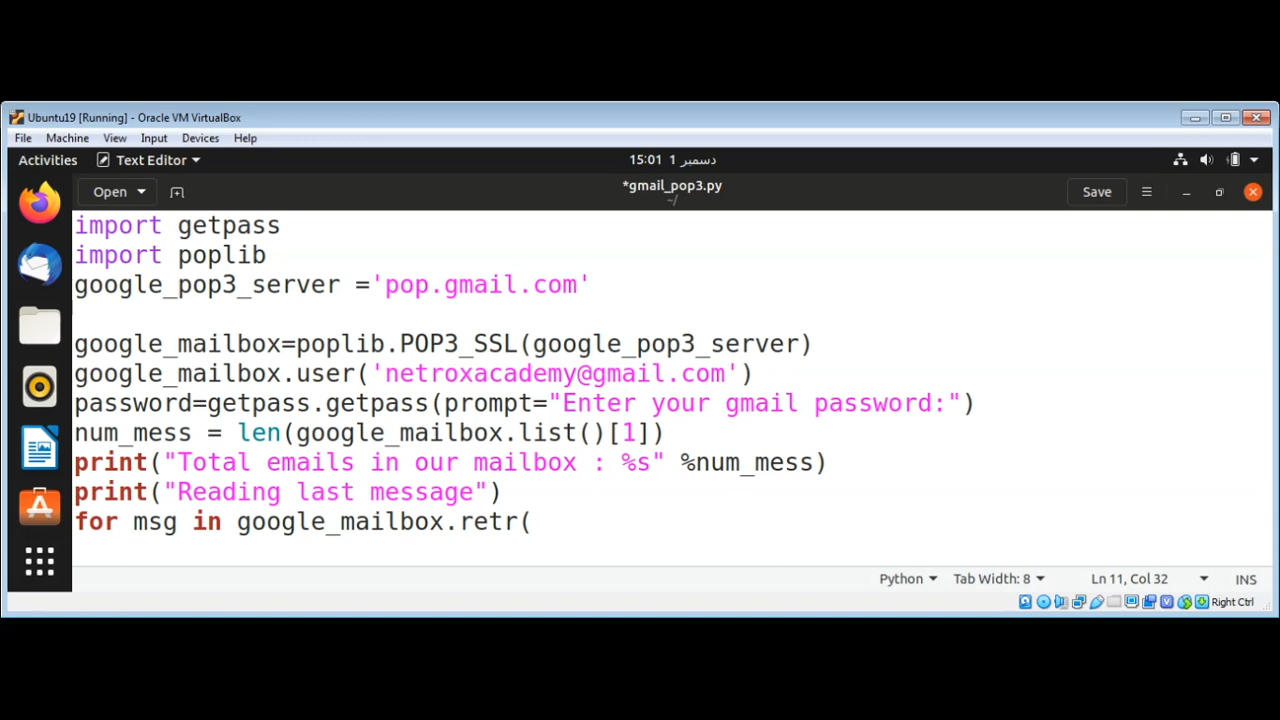 Ubuntu19 [Running] - Oracle VM VirtualBox
File Machine View Input Devices Help
Activities Text Editor 15:01 1 دسمبر
Open *gmail_pop3.py Save
~/
import getpass
import poplib
google_pop3_server ='pop.gmail.com'
google_mailbox=poplib.POP3_SSL(google_pop3_server)
google_mailbox.user('netroxacademy@gmail.com')
password=getpass.getpass(prompt="Enter your gmail password:")
num_mess = len(google_mailbox.list()[1])
print("Total emails in our mailbox : %s" %num_mess)
print("Reading last message")
for msg in google_mailbox.retr(
Python Tab Width: 8 Ln 11, Col 32 INS
Right Ctrl